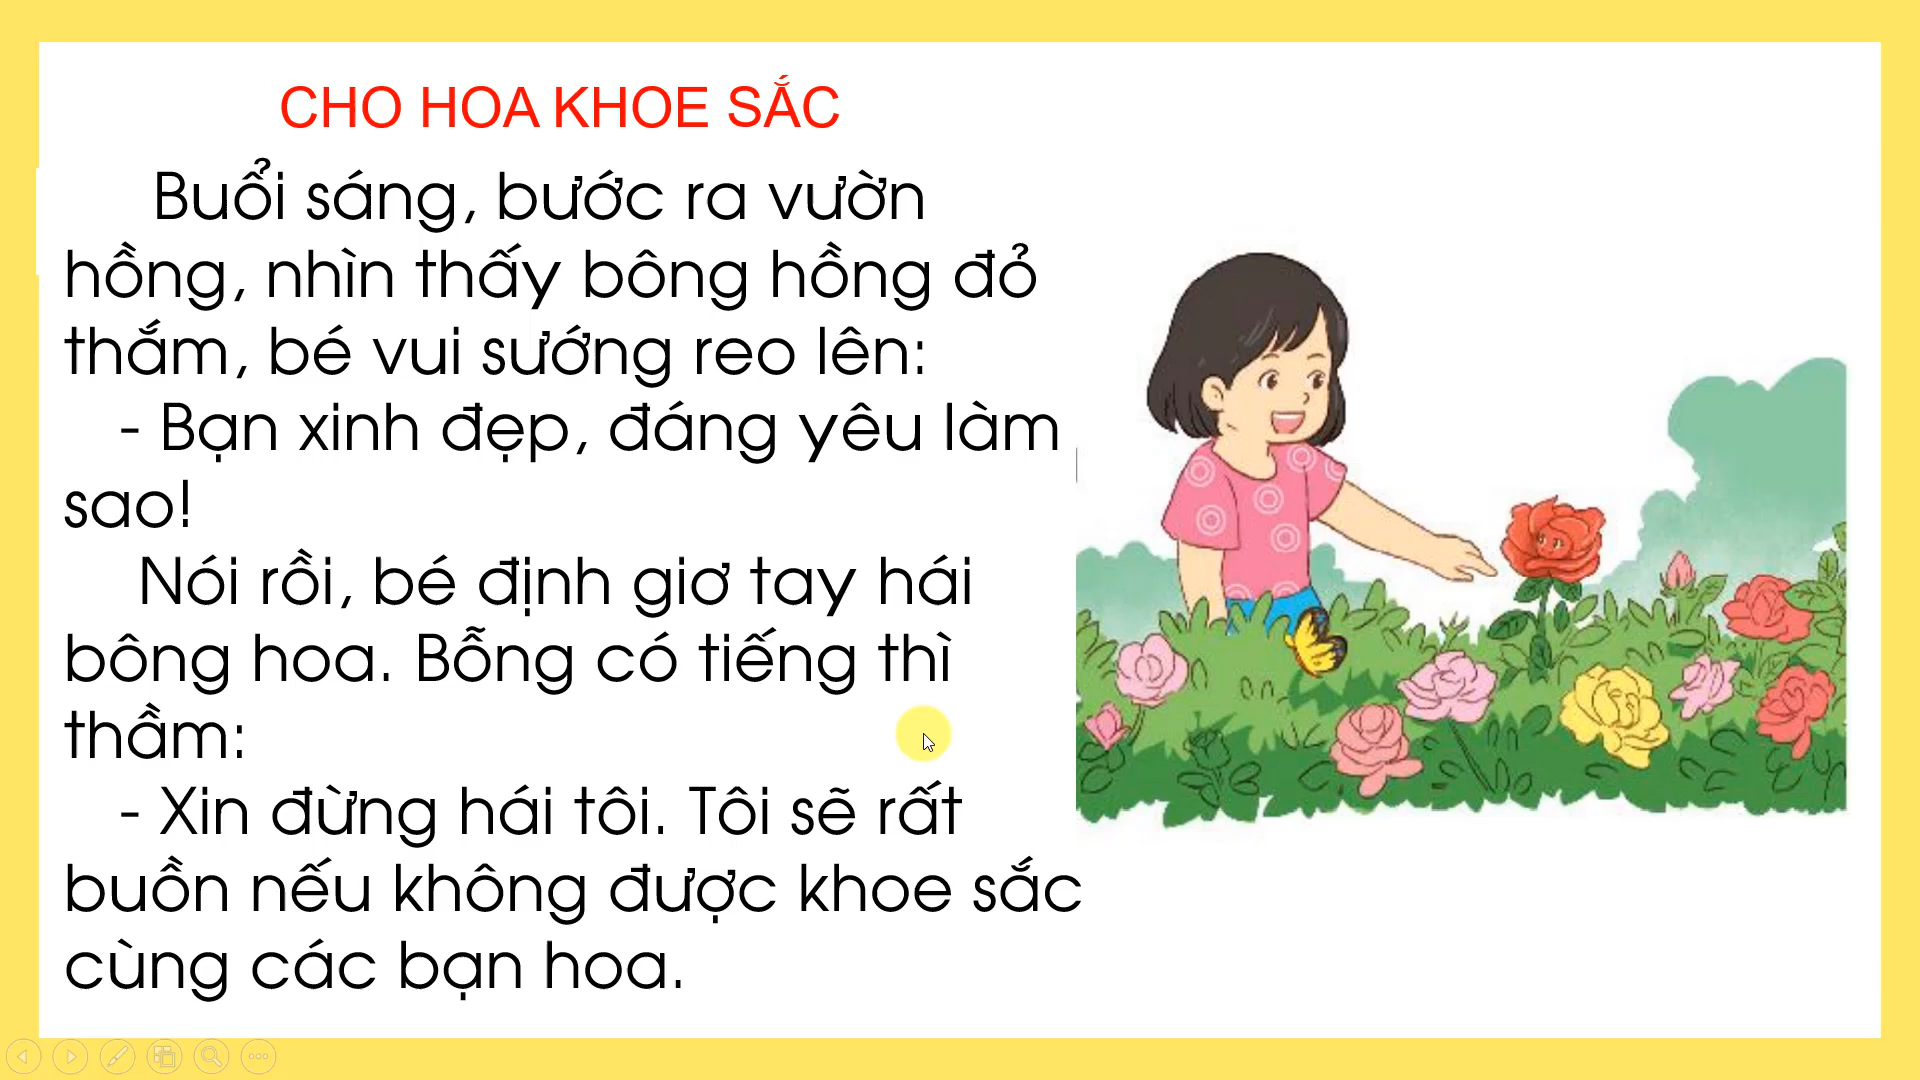 CHO HOA KHOE SẮC
Buổi sáng, bước ra vườn
hồng, nhìn thấy bông hồng đỏ
thắm, bé vui sướng reo lên:
- Bạn xinh đẹp, đáng yêu làm
sao!
Nói rồi, bé định giơ tay hái
bông hoa. Bỗng có tiếng thì
thầm:
- Xin đừng hái tôi. Tôi sẽ rất
buồn nếu không được khoe sắc
cùng các bạn hoa.